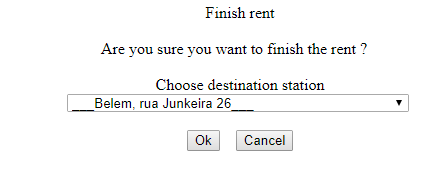 Finish rent
Are you sure you want to finish the rent ?
Choose destination station
___Belem, rua Junkeira 26___
Ok Cancel